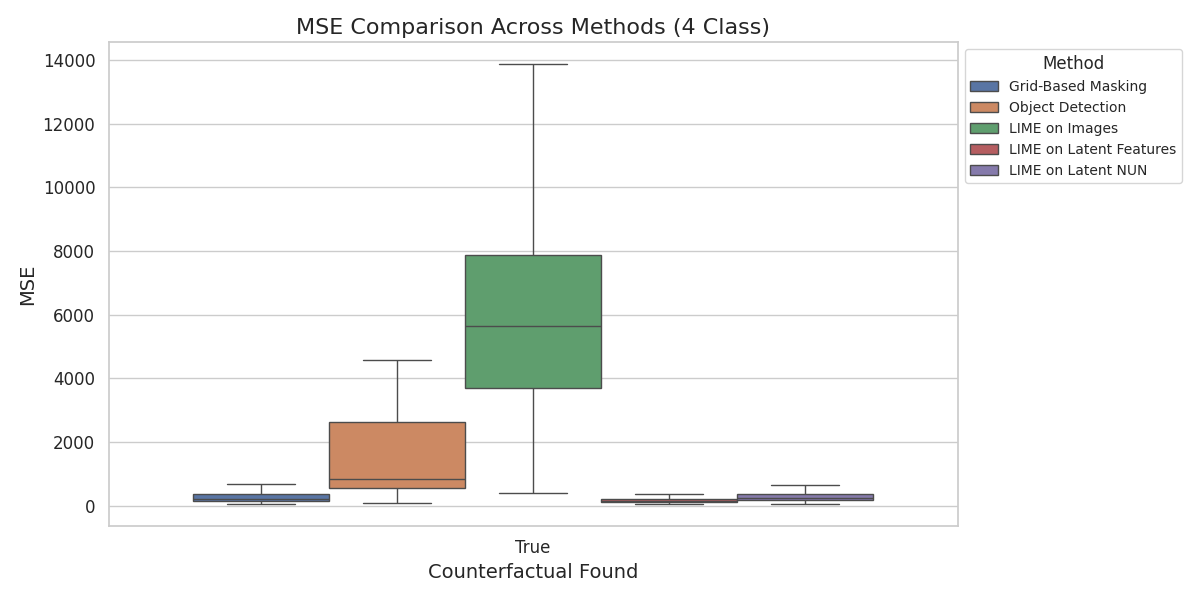 MSE Comparison Across Methods (4 Class)
14000
12000
10000
8000
6000
4000
2000
0
MSE
True
Counterfactual Found
Method
Grid-Based Masking
Object Detection
LIME on Images
LIME on Latent Features
LIME on Latent NUN